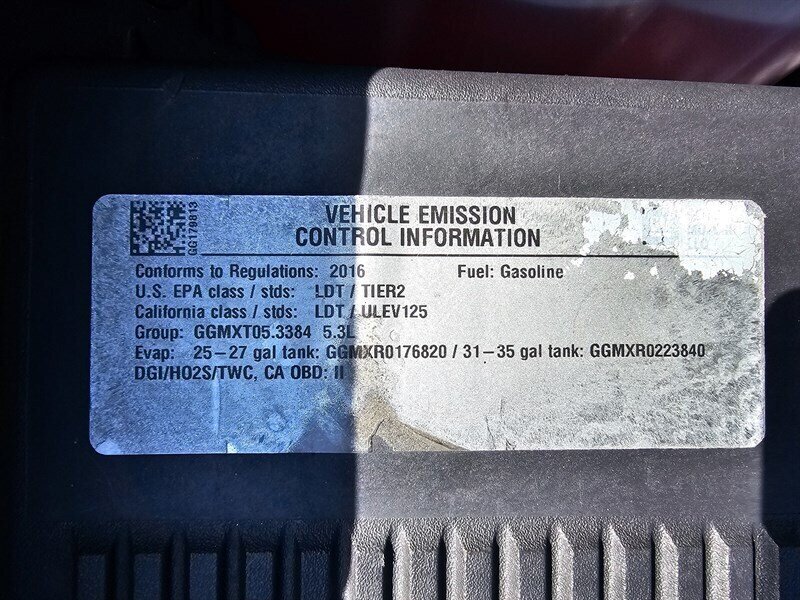 GG179813
VEHICLE EMISSION
CONTROL INFORMATION
Conforms to Regulations: 2016 Fuel: Gasoline
U.S. EPA class / stds: LDT / TIER2
California class / stds: LDT / ULEV125
Group: GGMXT05.3384 5.3L
Evap: 25-27 gal tank: GGMXR0176820 / 31-35 gal tank: GGMXR0223840
DGI/HO2S/TWC, CA OBD: II